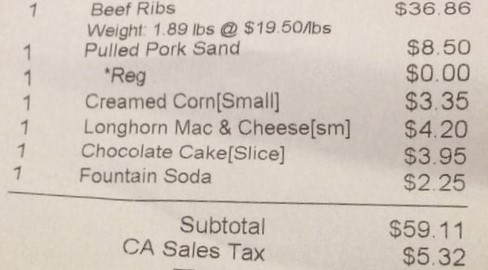 1 Beef Ribs $36.86
Weight: 1.89 lbs @ $19.50/lbs
1 Pulled Pork Sand $8.50
1 *Reg $0.00
1 Creamed Corn[Small] $3.35
1 Longhorn Mac & Cheese[sm] $4.20
1 Chocolate Cake[Slice] $3.95
1 Fountain Soda $2.25
Subtotal $59.11
CA Sales Tax $5.32